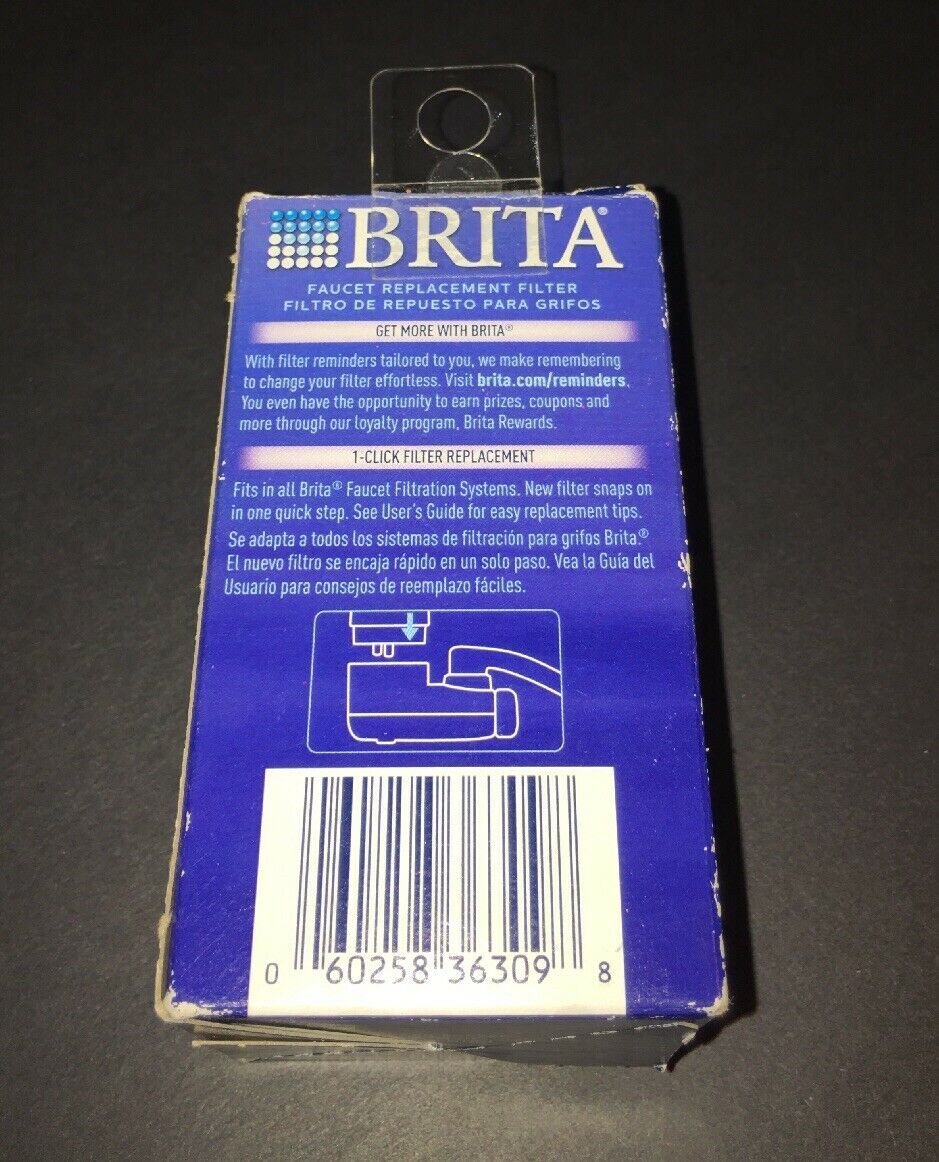 BRITA®
FAUCET REPLACEMENT FILTER
FILTRO DE REPUESTO PARA GRIFOS
GET MORE WITH BRITA®
With filter reminders tailored to you, we make remembering
to change your filter effortless. Visit brita.com/reminders.
You even have the opportunity to earn prizes, coupons and
more through our loyalty program, Brita Rewards.
1-CLICK FILTER REPLACEMENT
Fits in all Brita® Faucet Filtration Systems. New filter snaps on
in one quick step. See User's Guide for easy replacement tips.
Se adapta a todos los sistemas de filtración para grifos Brita.®
El nuevo filtro se encaja rápido en un solo paso. Vea la Guía del
Usuario para consejos de reemplazo fáciles.
0 60258 36309 8